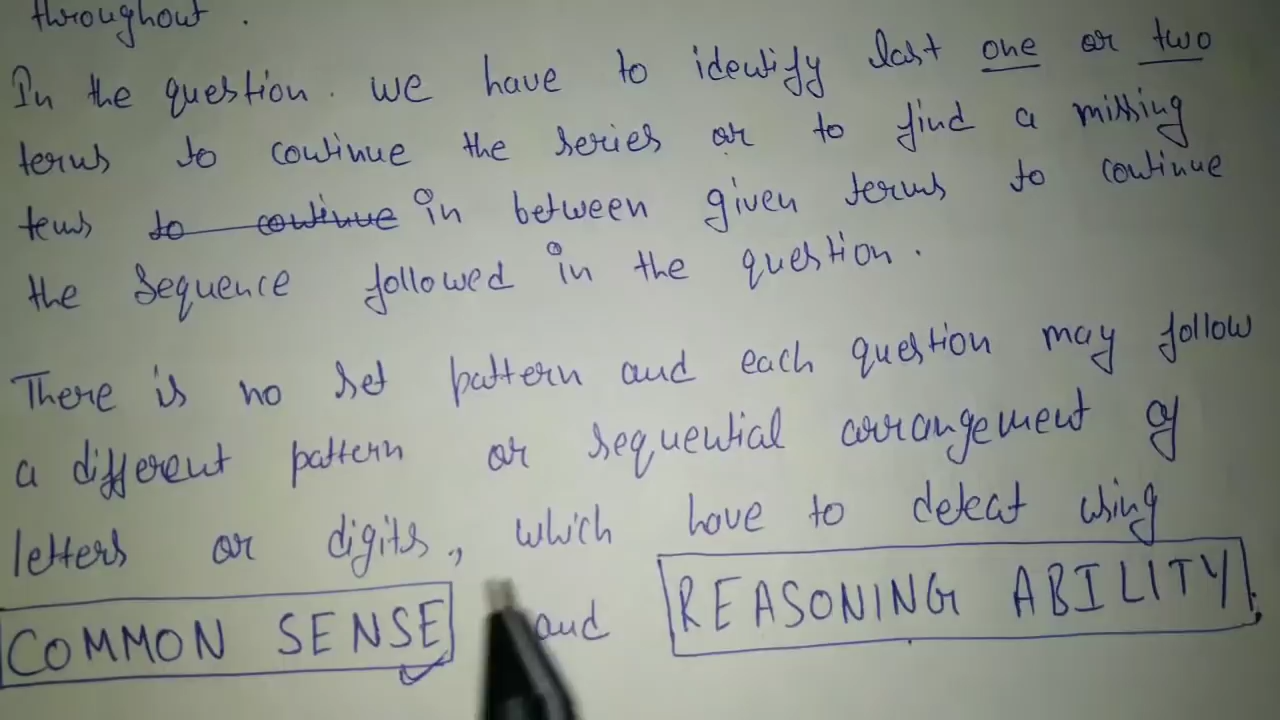 throughout.
In the question. we have to identify last one or two
terms to continue the series or to find a missing
tems to continue in between given terms to continue
the sequence followed in the question.
There is no set pattern and each question may follow
a different pattern or sequential arrangement of
letters or digits, which have to detect using
COMMON SENSE and REASONING ABILITY.